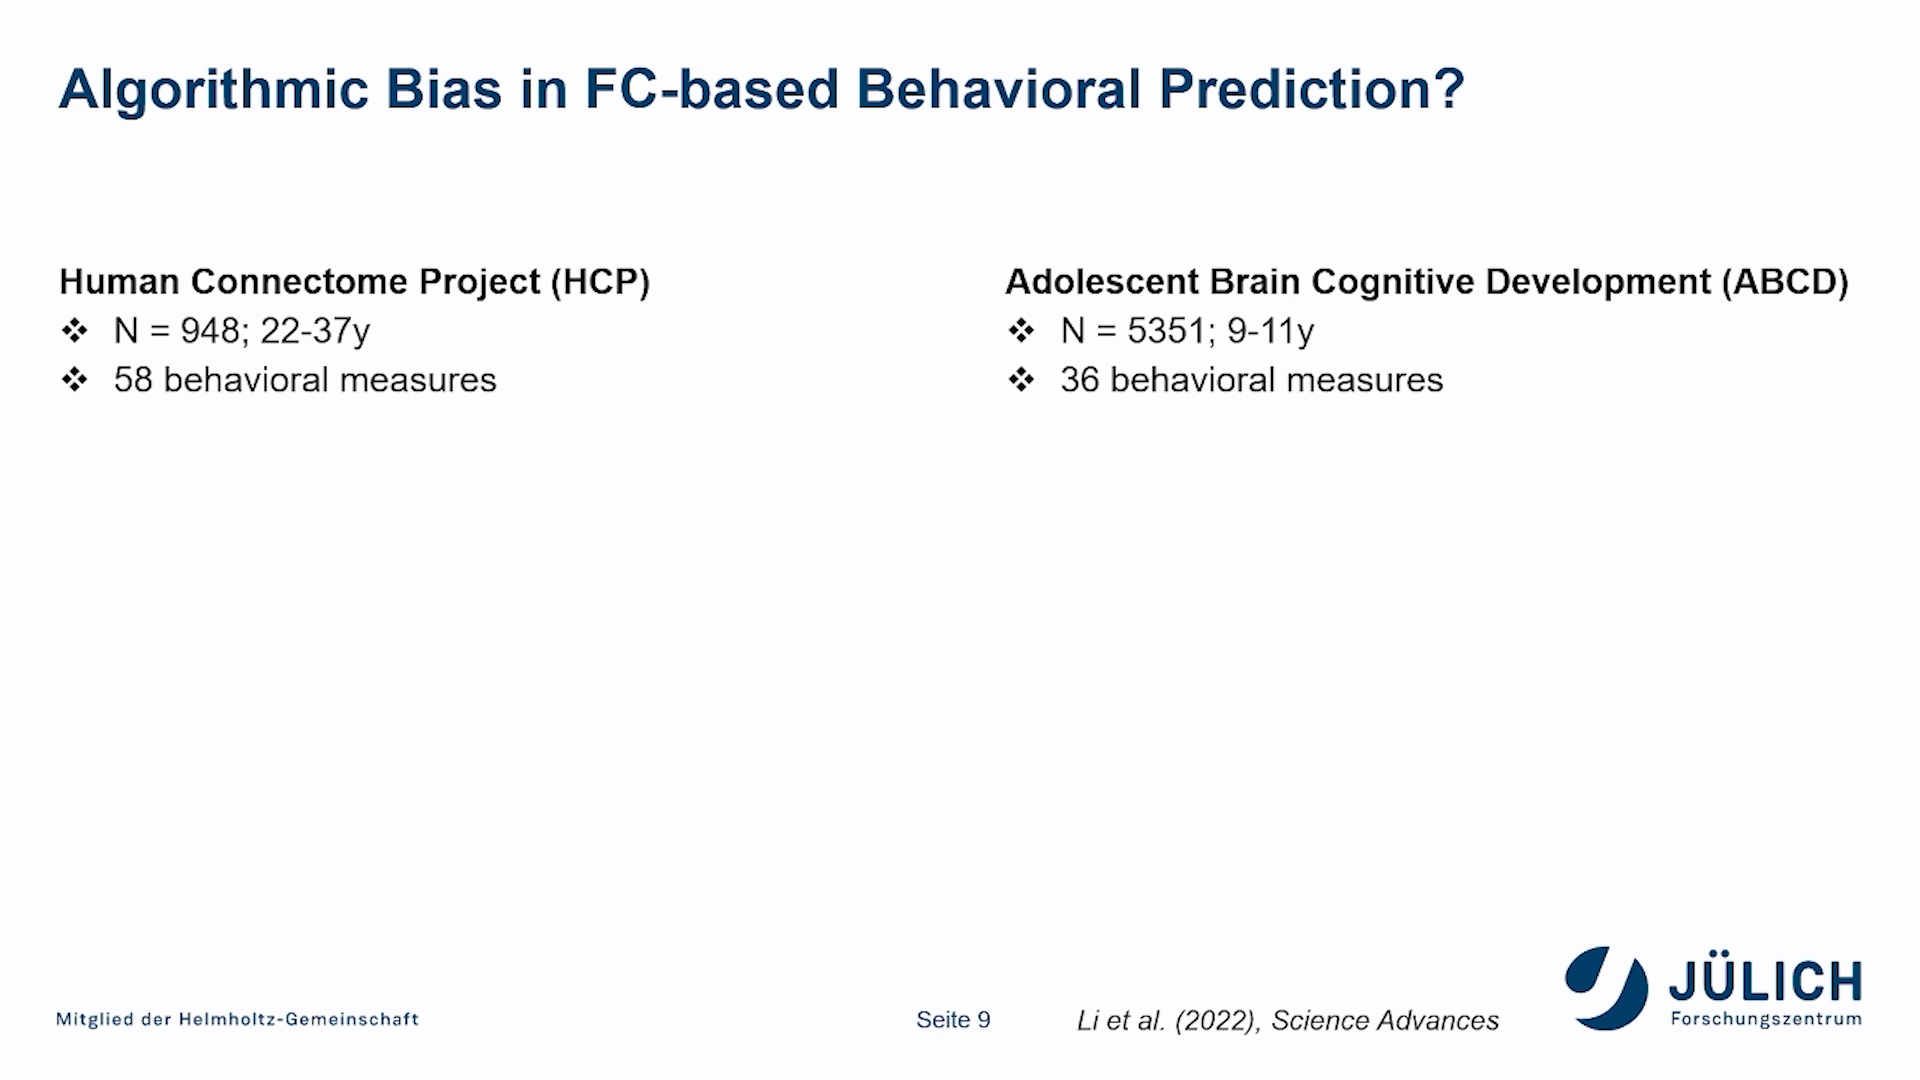 Algorithmic Bias in FC-based Behavioral Prediction?
Human Connectome Project (HCP)
❖ N = 948; 22-37y
❖ 58 behavioral measures
Adolescent Brain Cognitive Development (ABCD)
❖ N = 5351; 9-11y
❖ 36 behavioral measures
Mitglied der Helmholtz-Gemeinschaft
Seite 9
Li et al. (2022), Science Advances
JÜLICH
Forschungszentrum